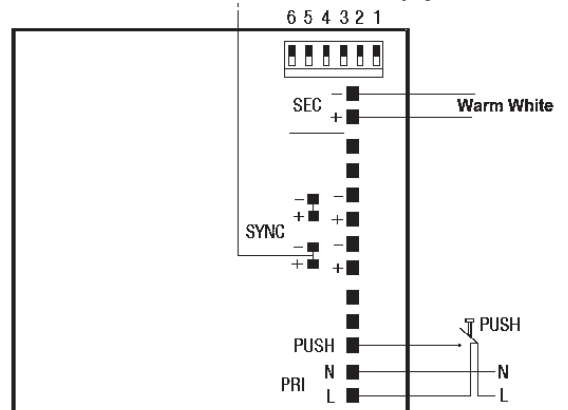 6 5 4 3 2 1
SEC
-
+
Warm White
- -
+ +
SYNC
- -
+ +
PUSH
PUSH
N N
PRI
L L